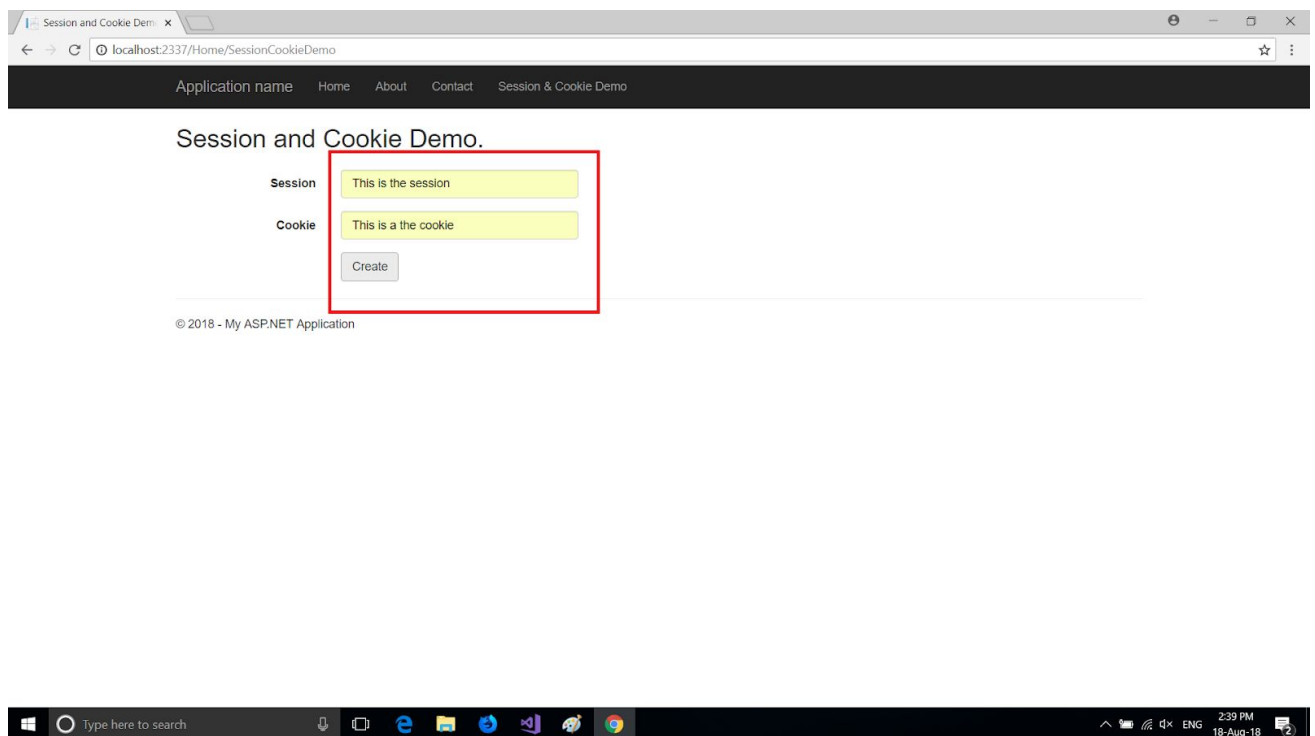 Session and Cookie Dem
localhost:2337/Home/SessionCookieDemo
Application name Home About Contact Session & Cookie Demo
Session and Cookie Demo.
Session This is the session
Cookie This is a the cookie
Create
© 2018 - My ASP.NET Application
Type here to search ENG 2:39 PM
18-Aug-18 2